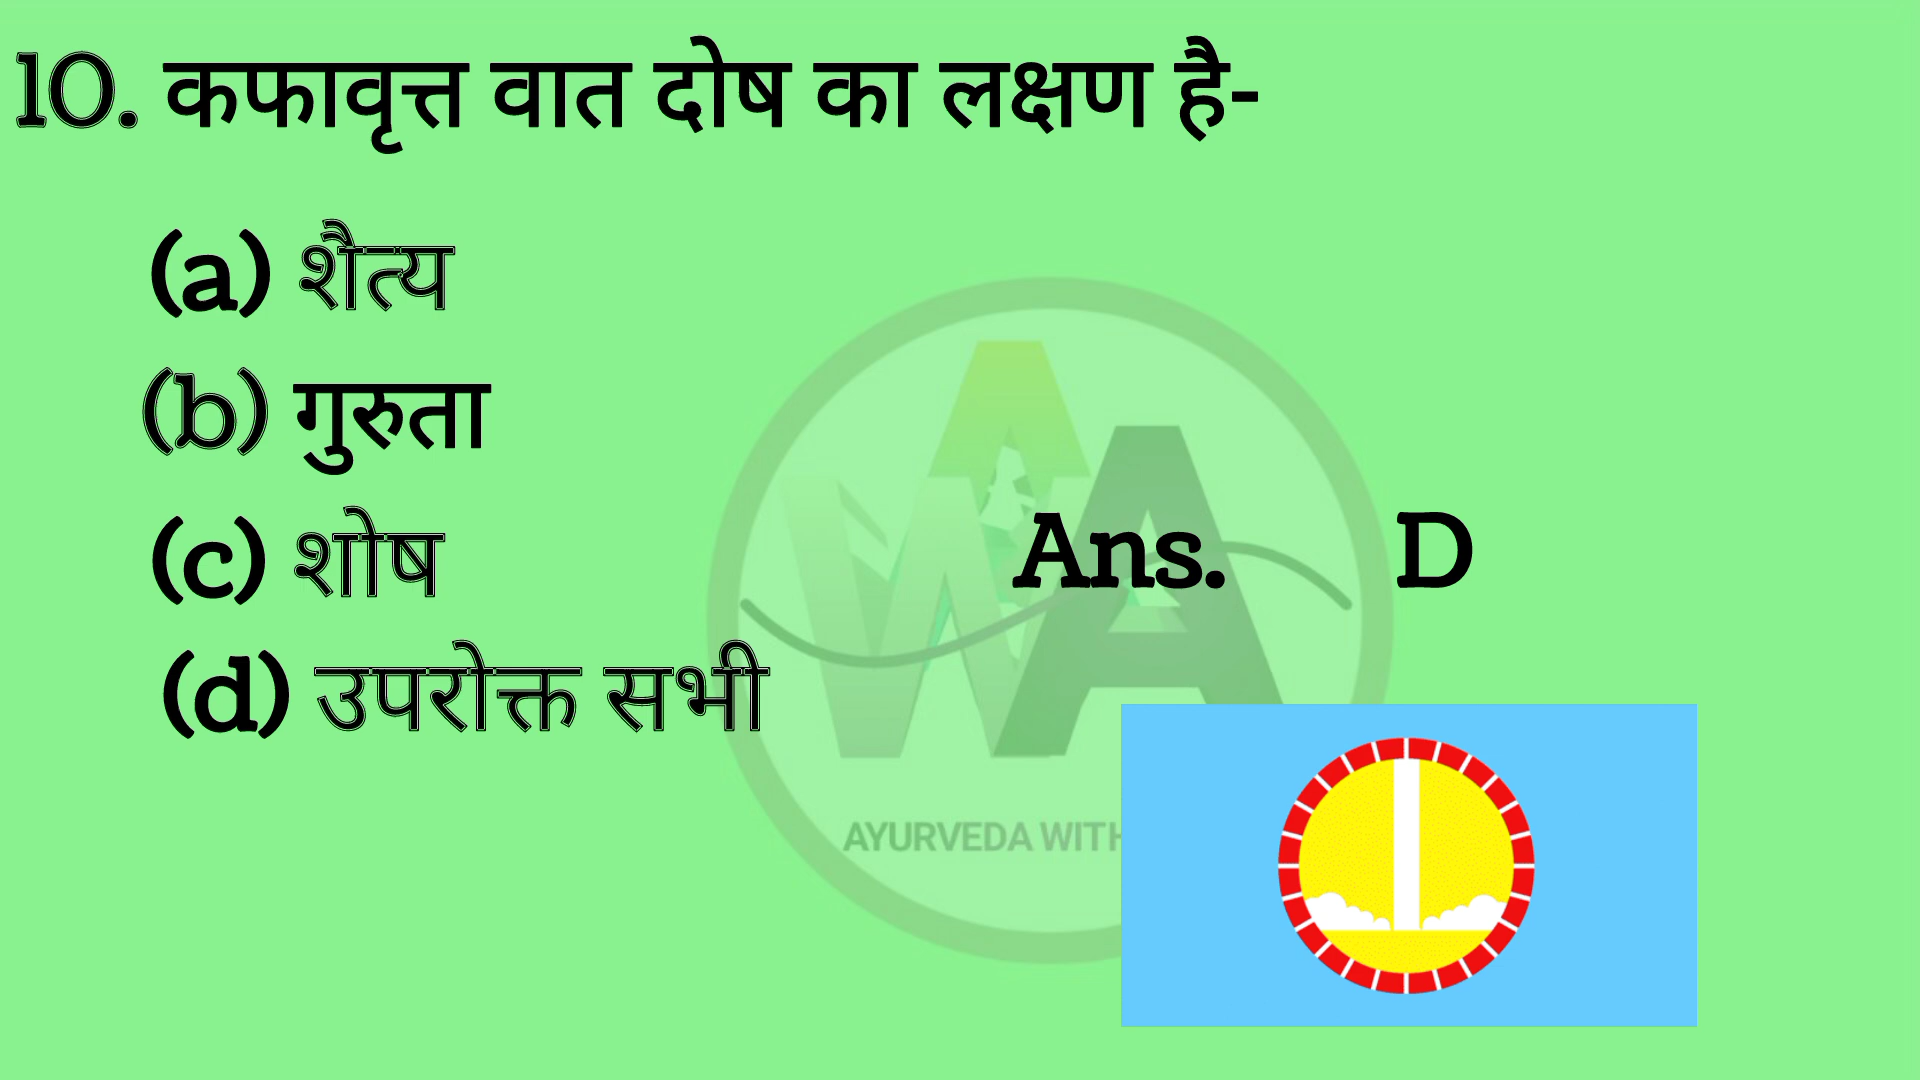 10. कफावृत्त वात दोष का लक्षण है-
(a) शैत्य
(b) गुरुता
(c) शोष
Ans. D
(d) उपरोक्त सभी
AYURVEDA WITH